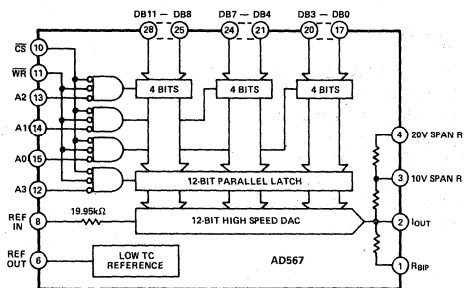 DB11 — DB8 DB7 — DB4 DB3 — DB0
28 25 24 21 20 17
CS 10
WR 11
A2 13
4 BITS 4 BITS 4 BITS
A1 14
4 20V SPAN R
A0 15
3 10V SPAN R
A3 12
12-BIT PARALLEL LATCH
19.95kΩ
REF IN 8
12-BIT HIGH SPEED DAC
2 IOUT
REF OUT 6
LOW TC
REFERENCE
AD567
1 RBIP